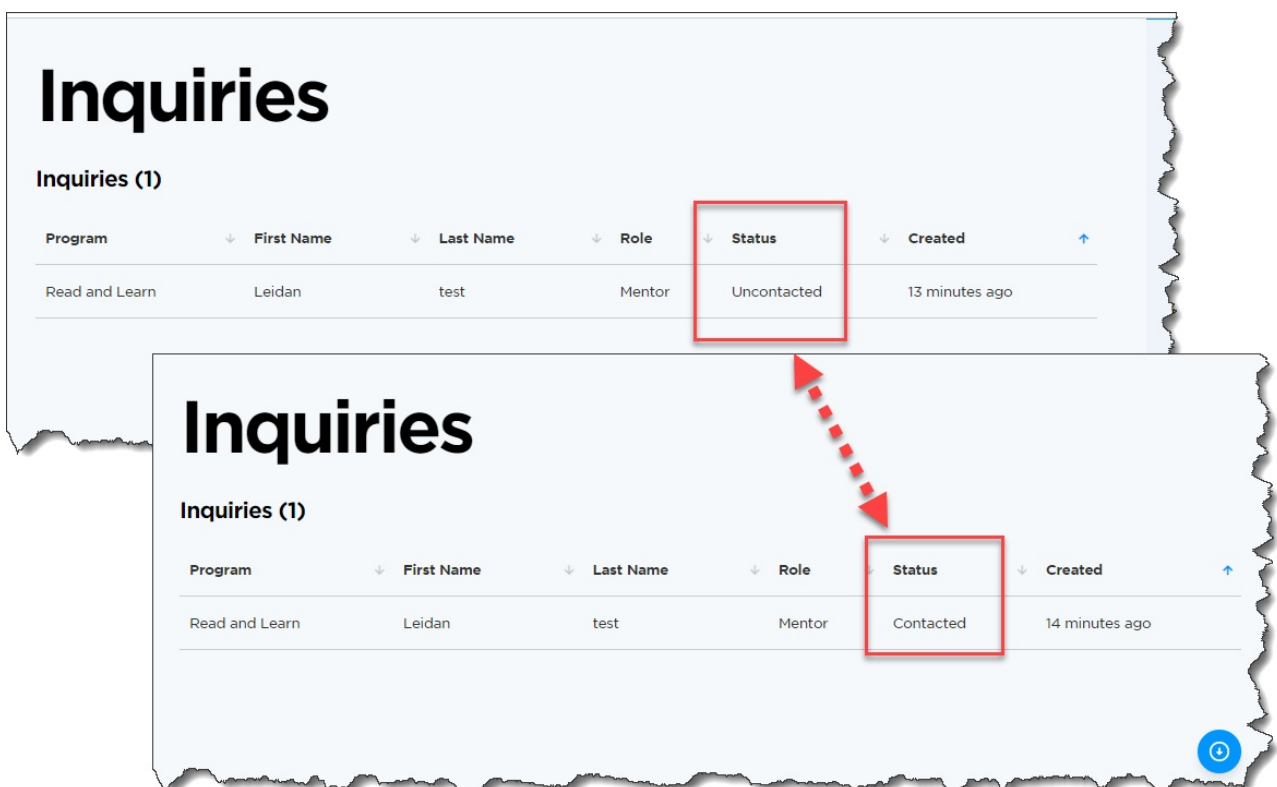 Inquiries
Inquiries (1)
Program First Name Last Name Role Status Created
Read and Learn Leidan test Mentor Uncontacted 13 minutes ago
Inquiries
Inquiries (1)
Program First Name Last Name Role Status Created
Read and Learn Leidan test Mentor Contacted 14 minutes ago